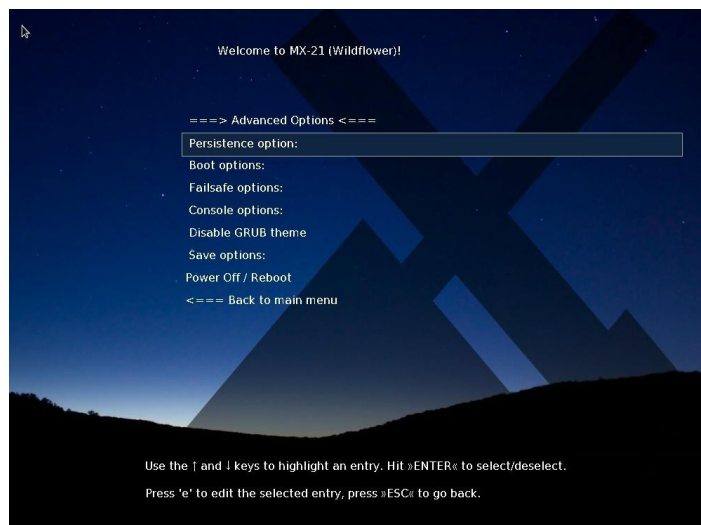 Welcome to MX-21 (Wildflower)!
===> Advanced Options <===
Persistence option:
Boot options:
Failsafe options:
Console options:
Disable GRUB theme
Save options:
Power Off / Reboot
<=== Back to main menu
Use the ↑ and ↓ keys to highlight an entry. Hit »ENTER« to select/deselect.
Press 'e' to edit the selected entry, press »ESC« to go back.